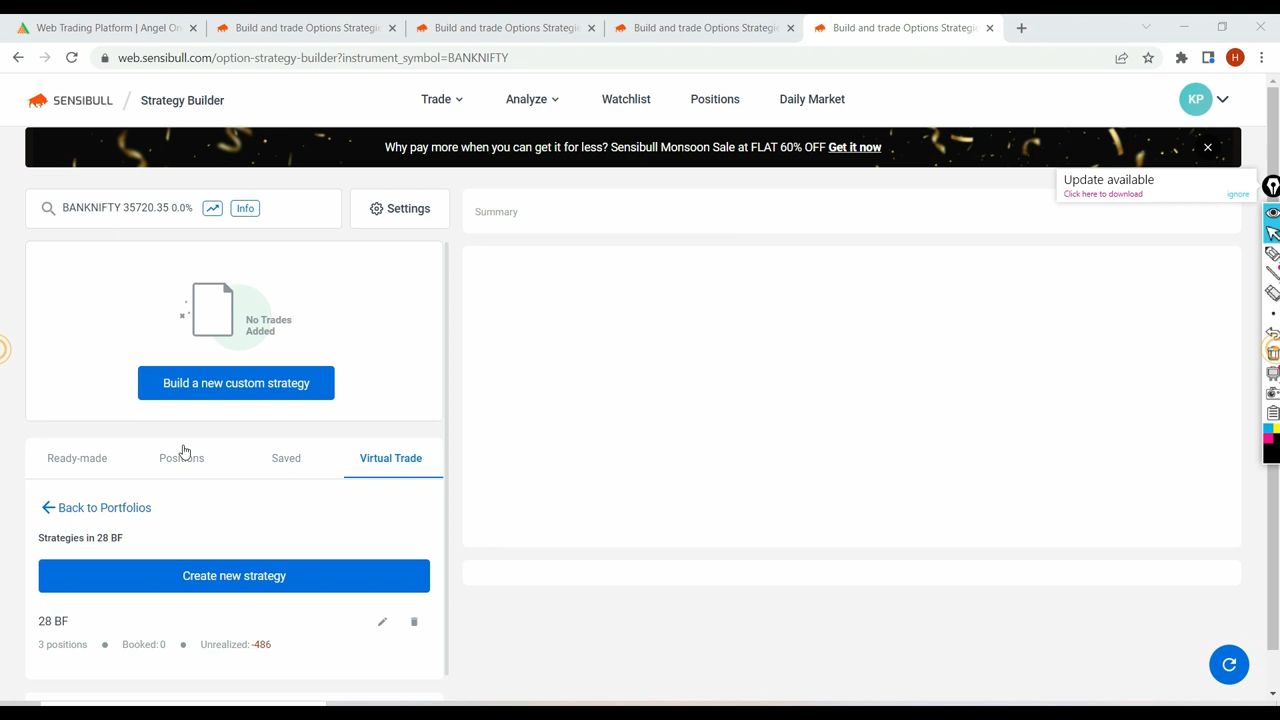 Web Trading Platform | Angel On
Build and trade Options Strategie
Build and trade Options Strategie
Build and trade Options Strategie
Build and trade Options Strategie
web.sensibull.com/option-strategy-builder?instrument_symbol=BANKNIFTY
H
SENSIBULL / Strategy Builder
Trade
Analyze
Watchlist
Positions
Daily Market
KP
Why pay more when you can get it for less? Sensibull Monsoon Sale at FLAT 60% OFF Get it now
Update available
Click here to download
ignore
BANKNIFTY 35720.35 0.0%
Info
Settings
Summary
No Trades
Added
Build a new custom strategy
Ready-made
Positions
Saved
Virtual Trade
Back to Portfolios
Strategies in 28 BF
Create new strategy
28 BF
3 positions ● Booked: 0 ● Unrealized: -486